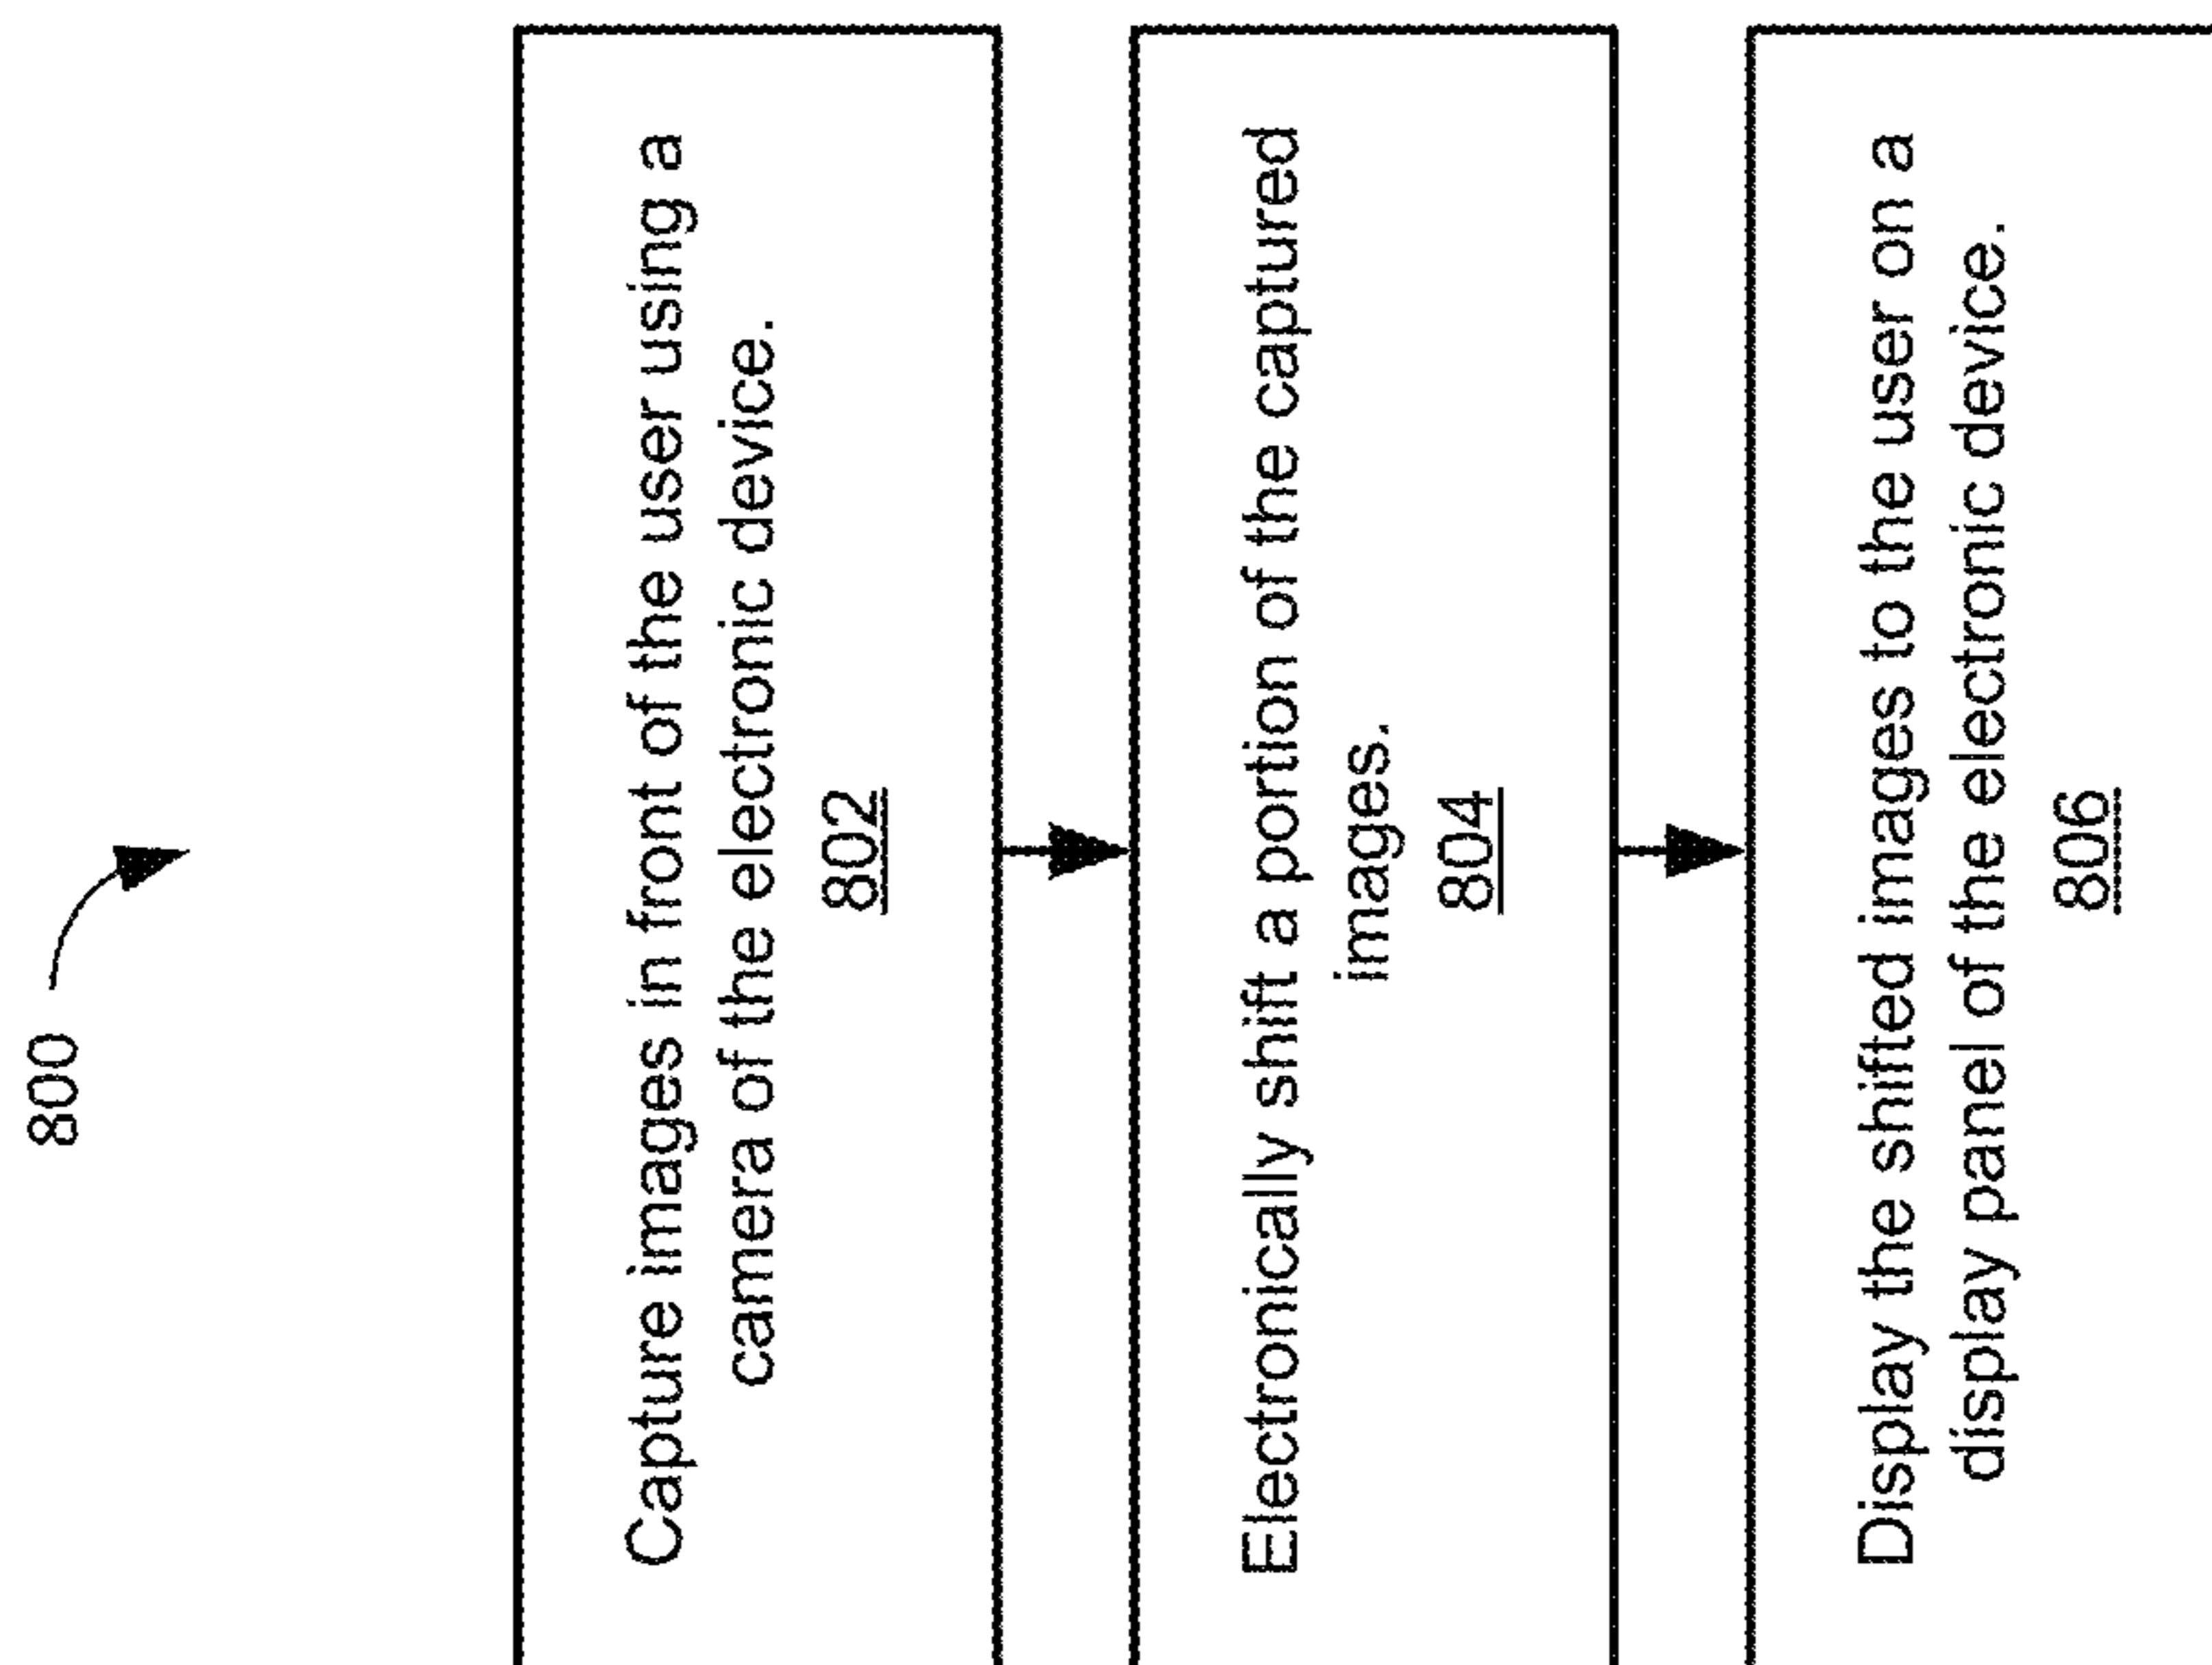 800
Capture images in front of the user using a
camera of the electronic device.
802
Electronically shift a portion of the captured
images.
804
Display the shifted images to the user on a
display panel of the electronic device.
806